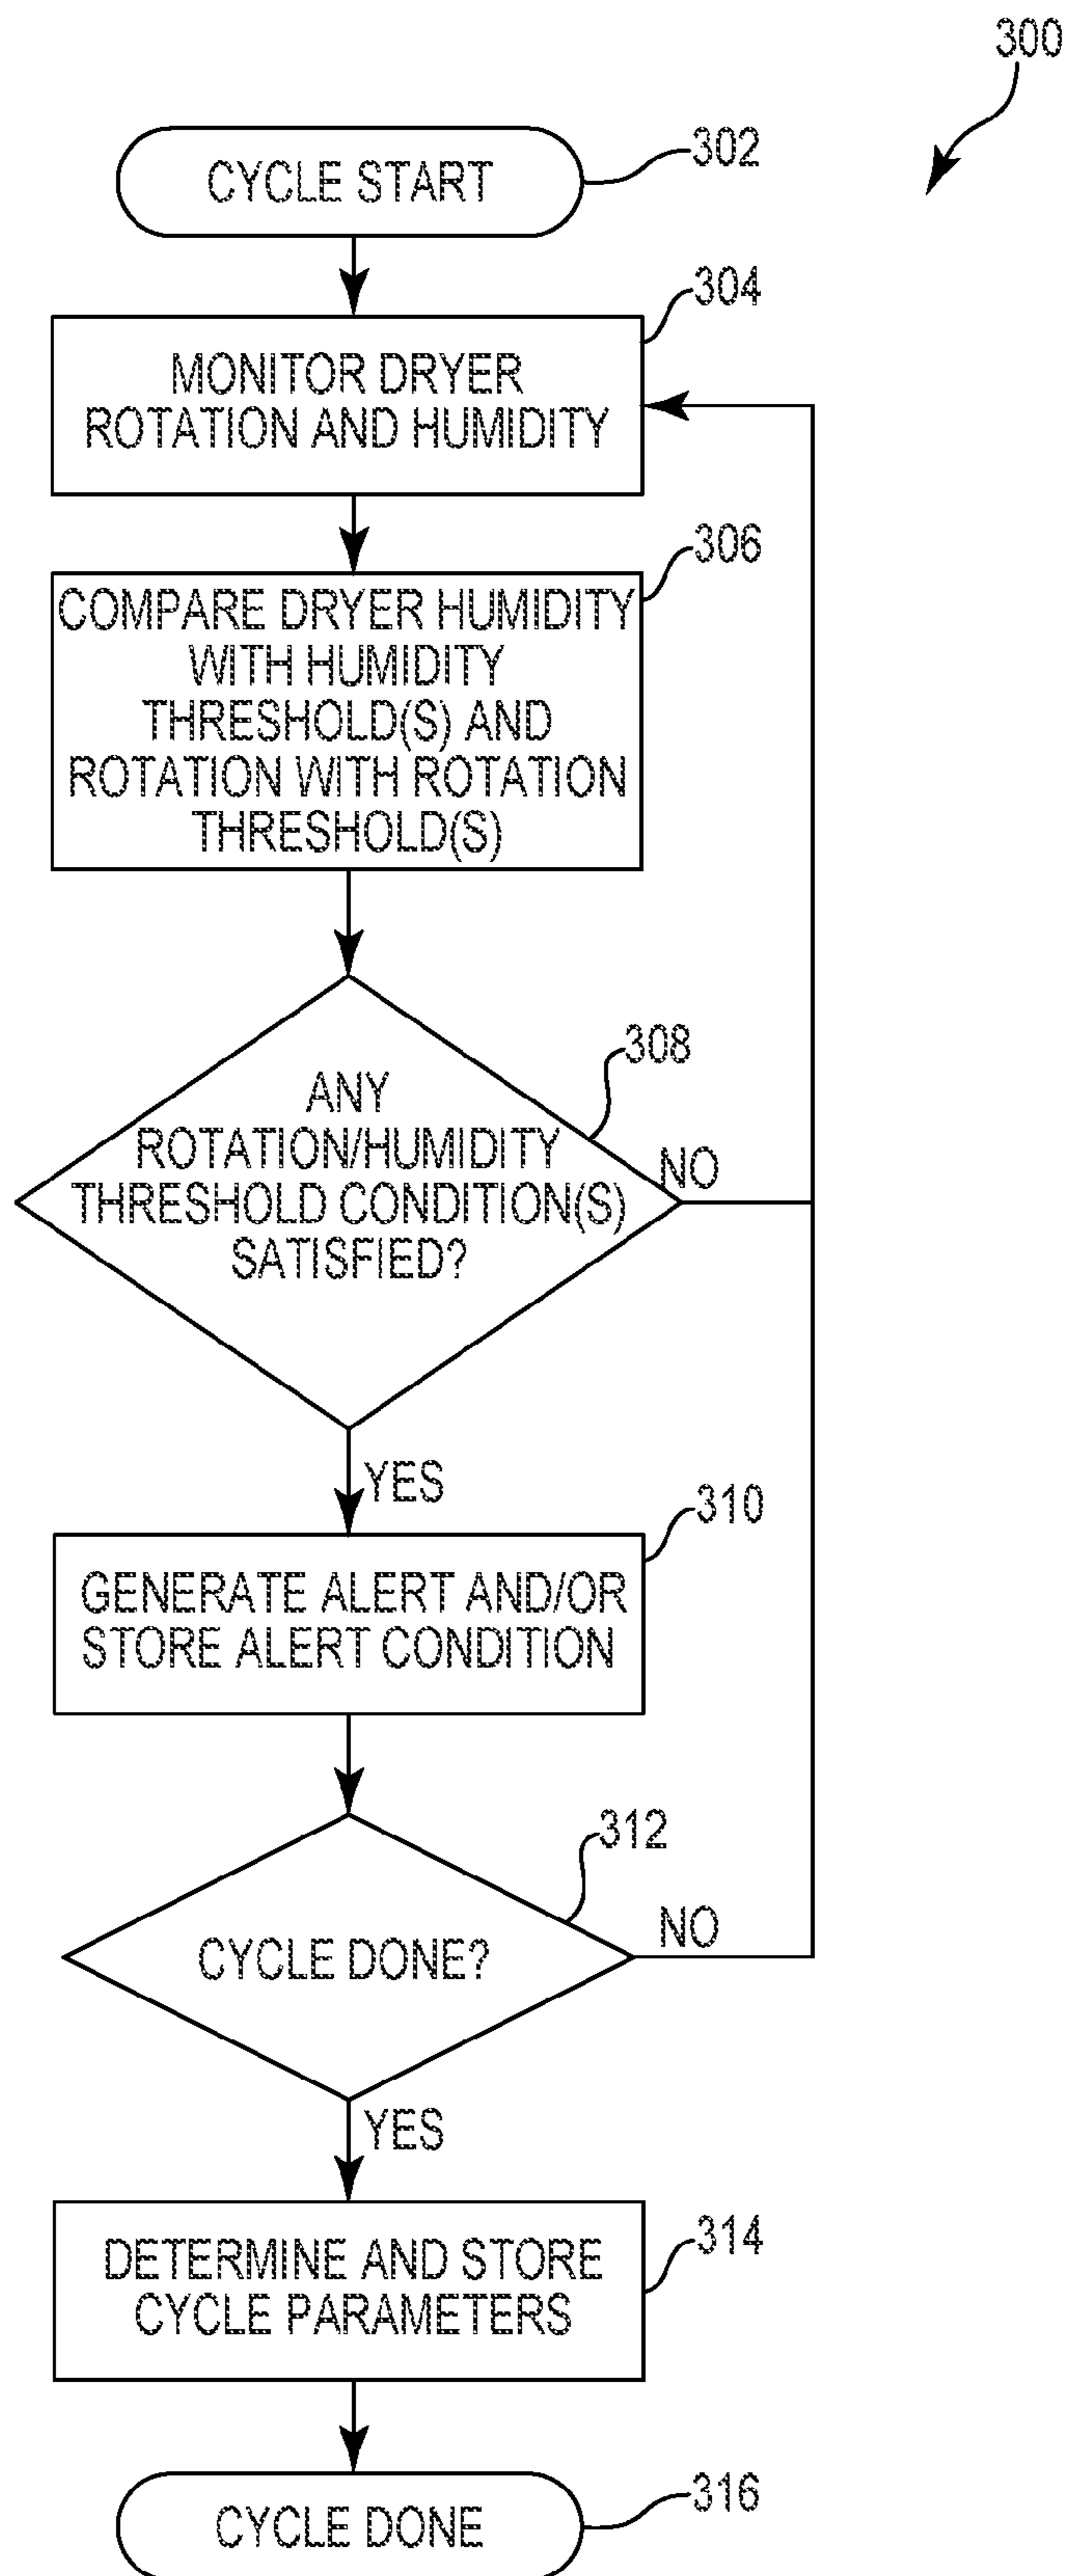 300
CYCLE START
302
304
MONITOR DRYER
ROTATION AND HUMIDITY
306
COMPARE DRYER HUMIDITY
WITH HUMIDITY
THRESHOLD(S) AND
ROTATION WITH ROTATION
THRESHOLD(S)
308
ANY
ROTATION/HUMIDITY
THRESHOLD CONDITION(S)
SATISFIED?
NO
YES
310
GENERATE ALERT AND/OR
STORE ALERT CONDITION
312
CYCLE DONE?
NO
YES
314
DETERMINE AND STORE
CYCLE PARAMETERS
CYCLE DONE
316